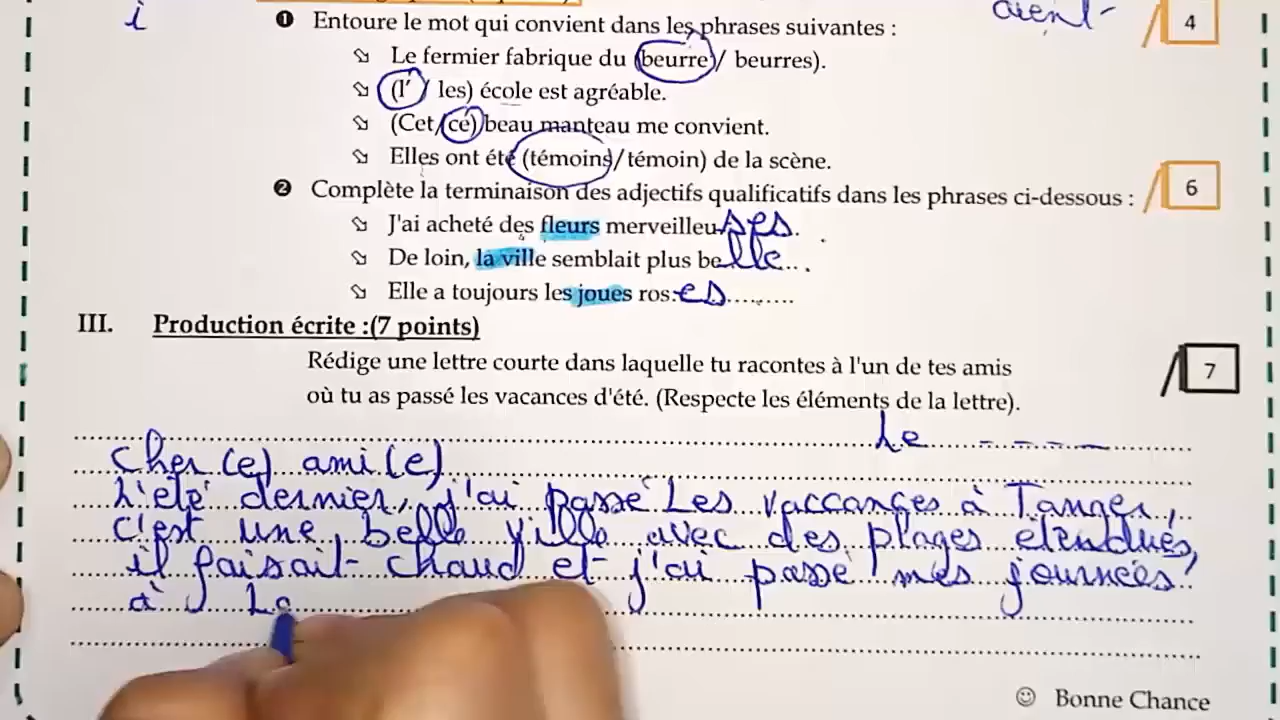 i aient 4
❶ Entoure le mot qui convient dans les phrases suivantes :
Le fermier fabrique du (beurre / beurres).
(l' / les) école est agréable.
(Cet/ce) beau manteau me convient.
Elles ont été (témoins/témoin) de la scène.
❷ Complète la terminaison des adjectifs qualificatifs dans les phrases ci-dessous : 6
J'ai acheté des fleurs merveilleuses.
De loin, la ville semblait plus belle...
Elle a toujours les joues roses.........
III. Production écrite :(7 points)
Rédige une lettre courte dans laquelle tu racontes à l'un de tes amis 7
où tu as passé les vacances d'été. (Respecte les éléments de la lettre).
Le
Cher(e) ami(e)
L'été dernier, j'ai passé Les vaccances à Tanger,
c'est une belle ville avec des plages étendues,
il faisait chaud et j'ai passé mes journées
à La
☺ Bonne Chance